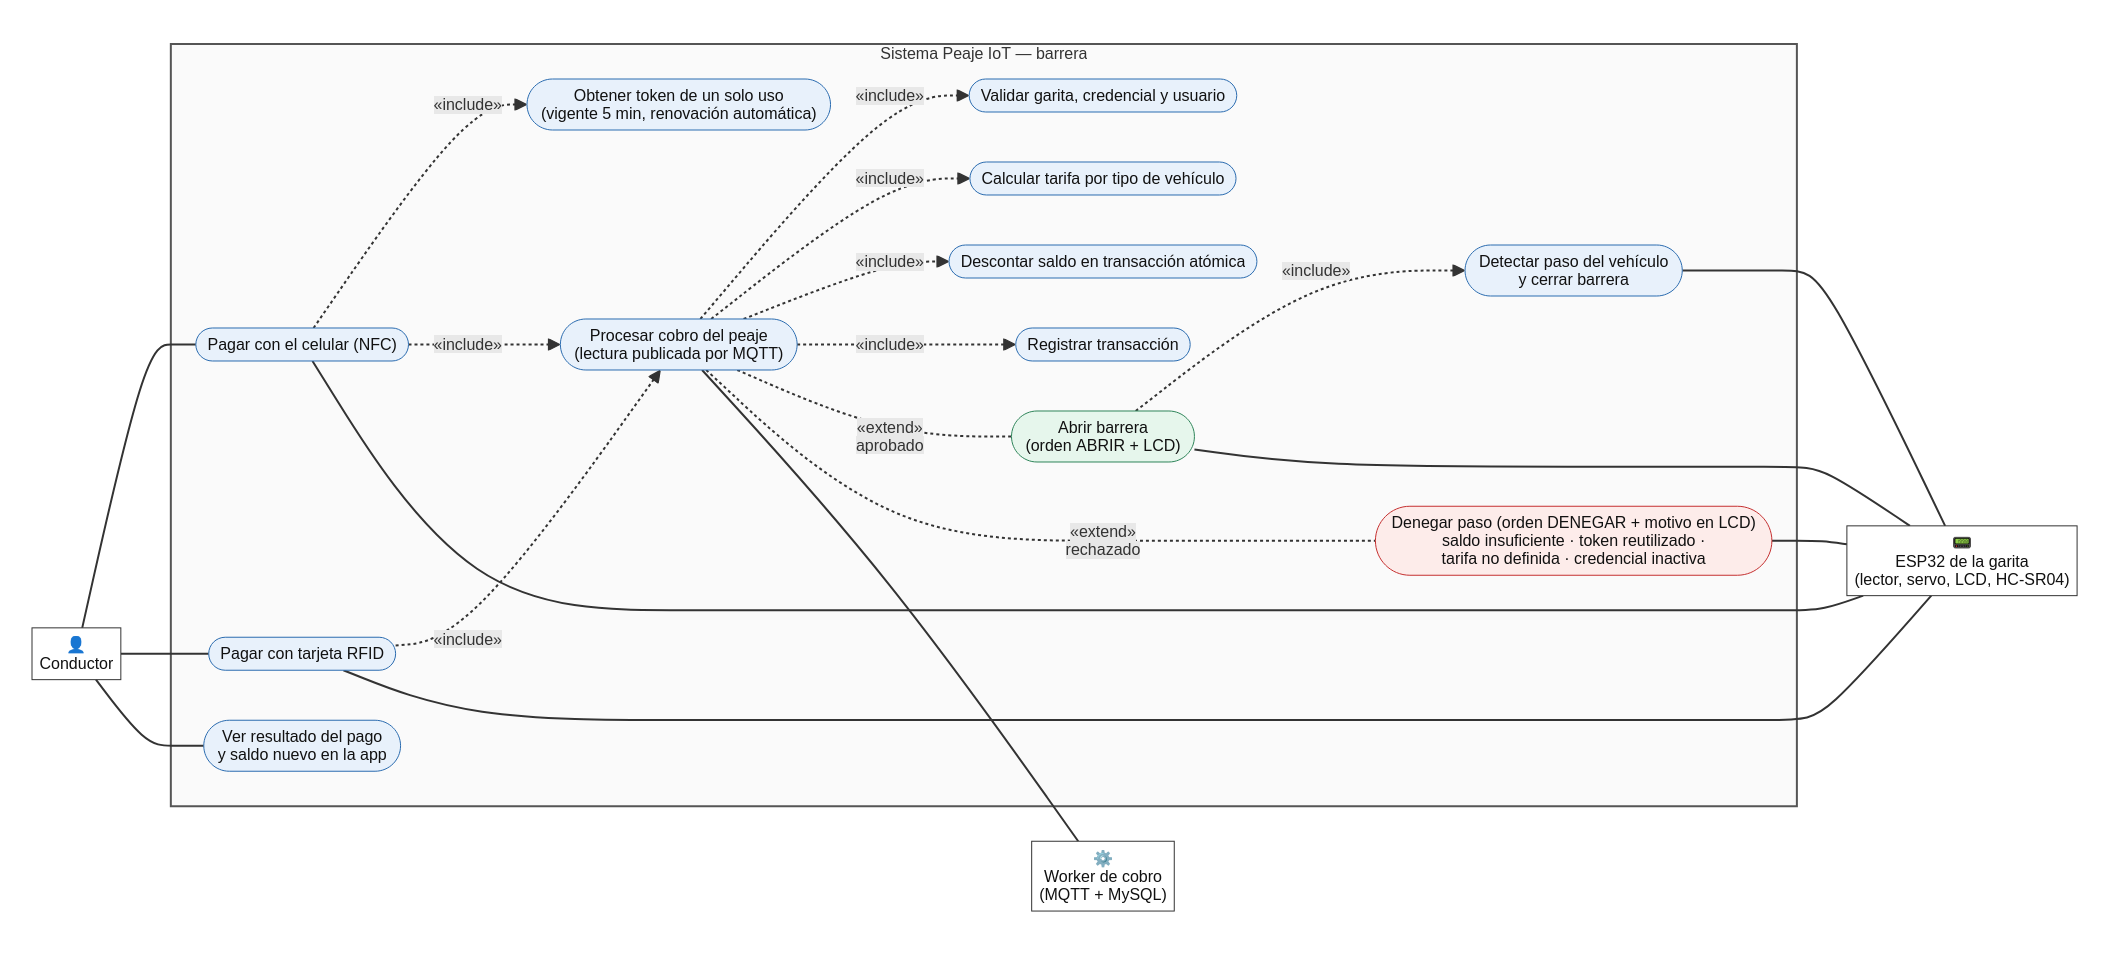 Sistema Peaje IoT — barrera
«include»
Obtener token de un solo uso
(vigente 5 min, renovación automática)
«include»
Validar garita, credencial y usuario
«include»
Calcular tarifa por tipo de vehículo
«include»
Descontar saldo en transacción atómica
«include»
Detectar paso del vehículo
y cerrar barrera
Pagar con el celular (NFC)
«include»
Procesar cobro del peaje
(lectura publicada por MQTT)
«include»
Registrar transacción
«extend»
aprobado
Abrir barrera
(orden ABRIR + LCD)
«extend»
rechazado
Denegar paso (orden DENEGAR + motivo en LCD)
saldo insuficiente · token reutilizado ·
tarifa no definida · credencial inactiva
ESP32 de la garita
(lector, servo, LCD, HC-SR04)
Conductor
Pagar con tarjeta RFID
«include»
Ver resultado del pago
y saldo nuevo en la app
Worker de cobro
(MQTT + MySQL)